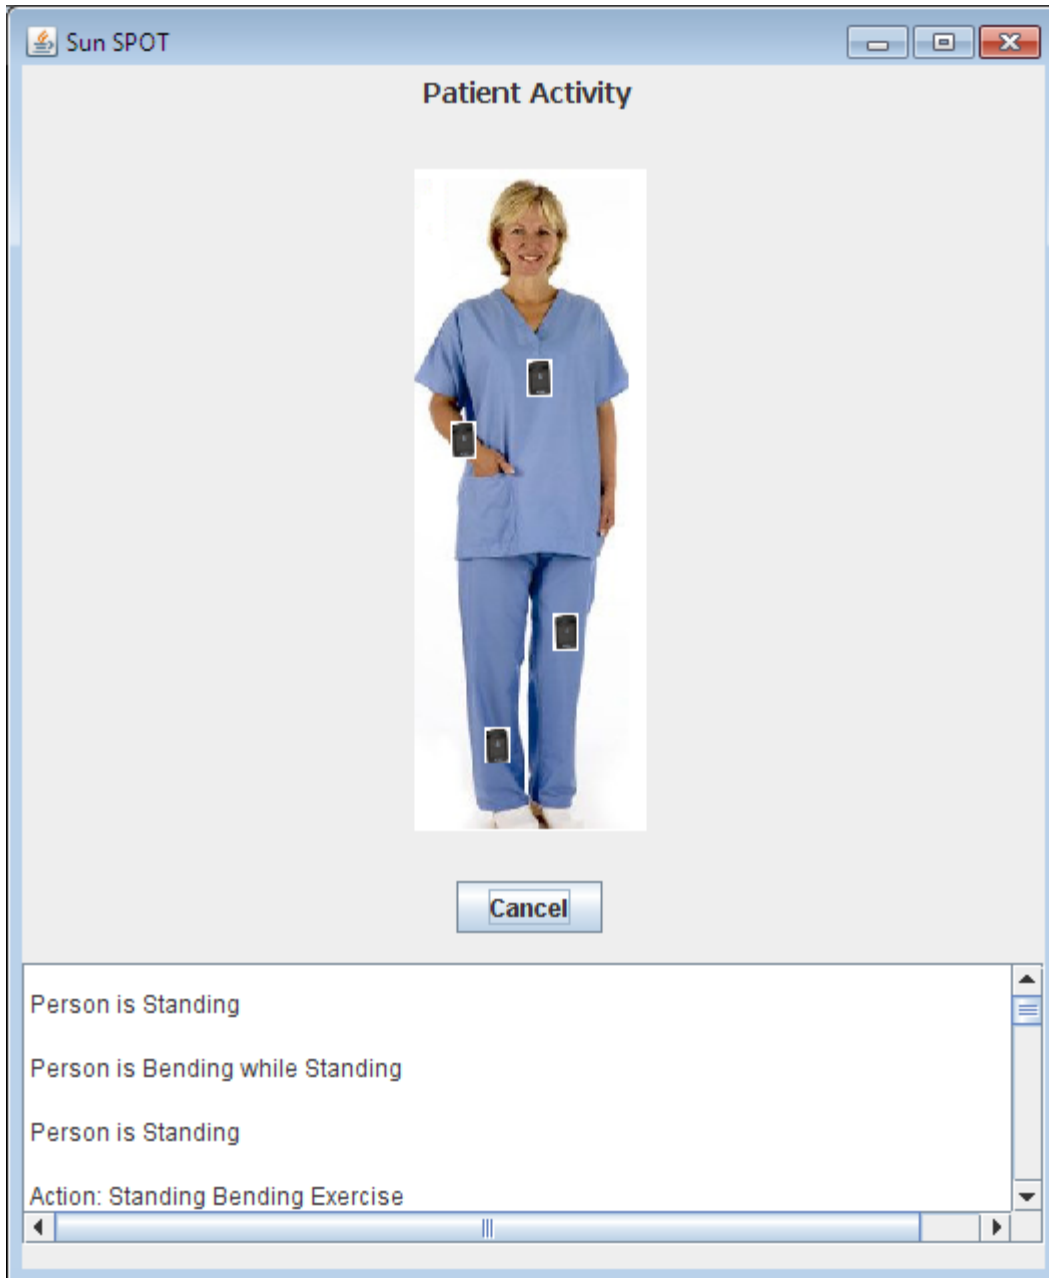 Sun SPOT
Patient Activity
Cancel
Person is Standing
Person is Bending while Standing
Person is Standing
Action: Standing Bending Exercise